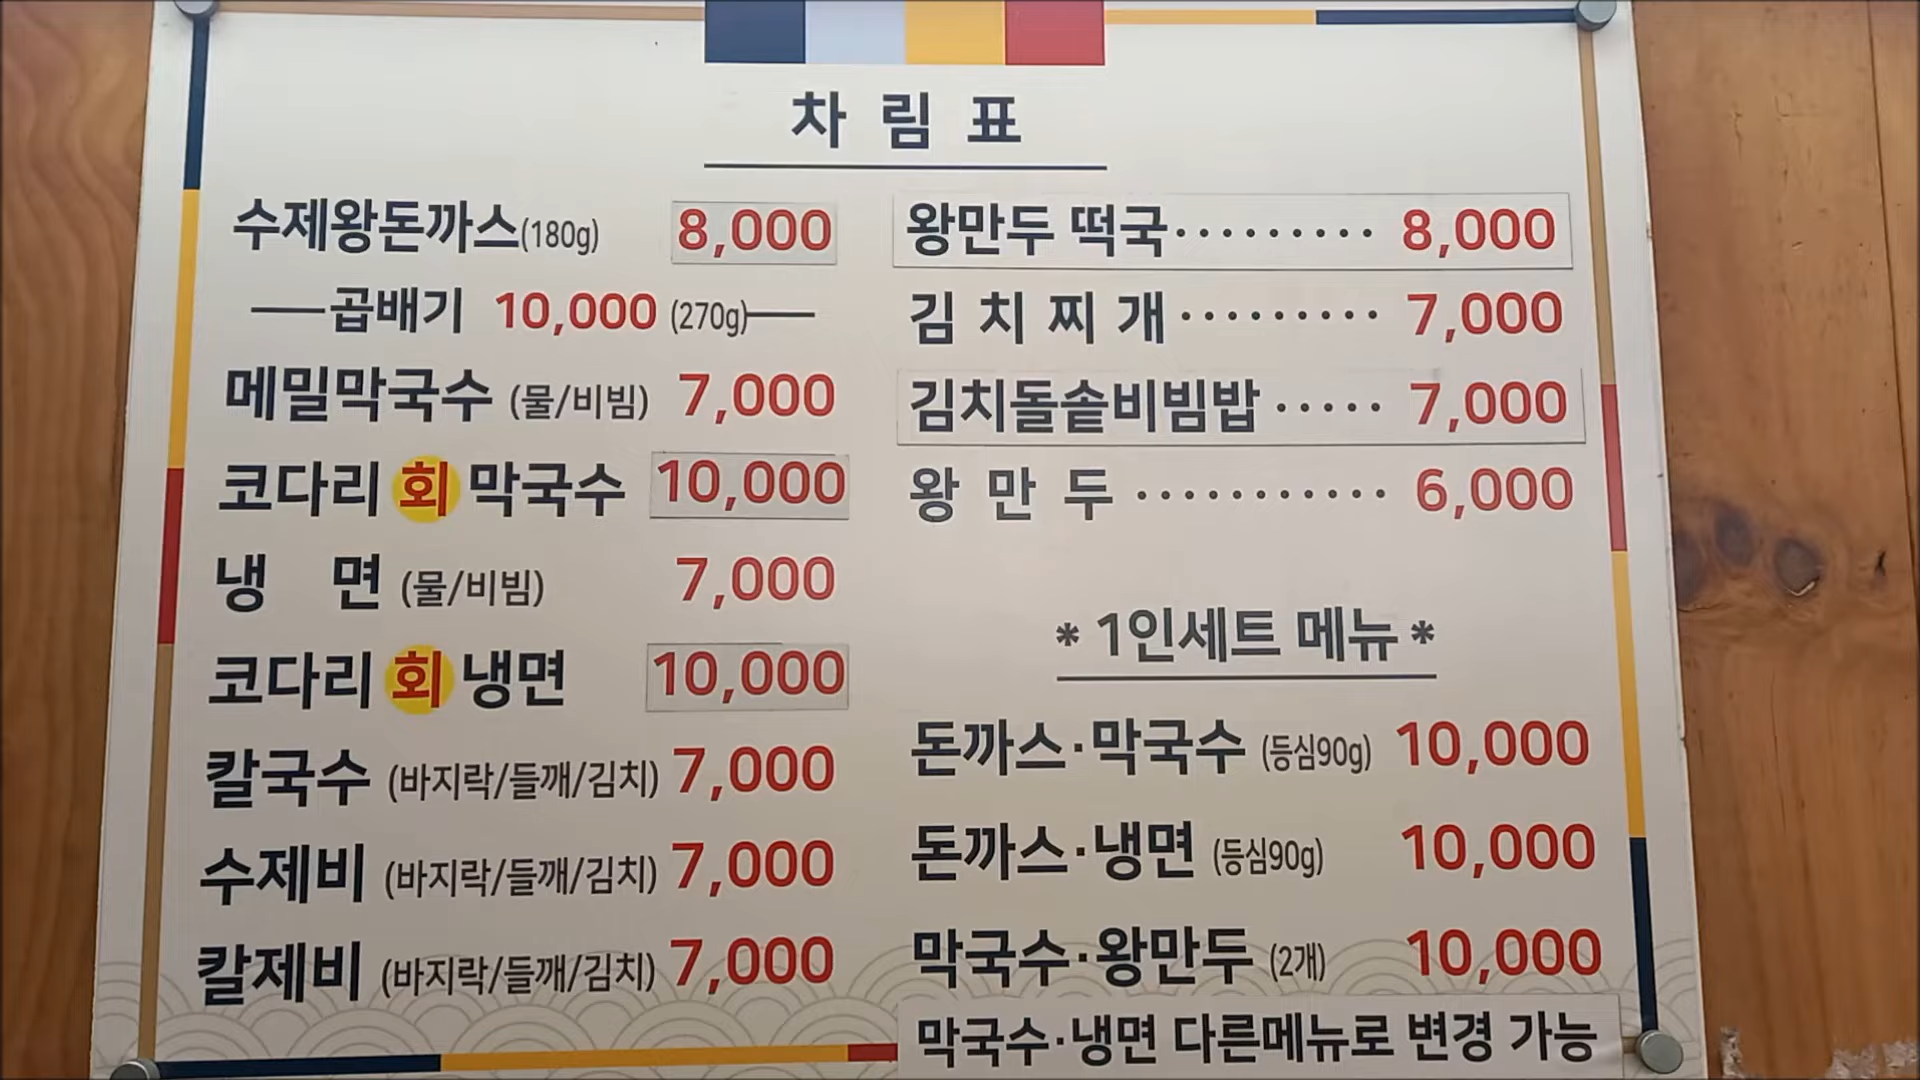 차림표
수제왕돈까스(180g) 8,000
곱배기 10,000 (270g)
메밀막국수 (물/비빔) 7,000
코다리 회 막국수 10,000
냉 면 (물/비빔) 7,000
코다리 회 냉면 10,000
칼국수 (바지락/들깨/김치) 7,000
수제비 (바지락/들깨/김치) 7,000
칼제비 (바지락/들깨/김치) 7,000
왕만두 떡국········· 8,000
김 치 찌 개········· 7,000
김치돌솥비빔밥····· 7,000
왕 만 두··········· 6,000
* 1인세트 메뉴 *
돈까스·막국수 (등심90g) 10,000
돈까스·냉면 (등심90g) 10,000
막국수·왕만두 (2개) 10,000
막국수·냉면 다른메뉴로 변경 가능